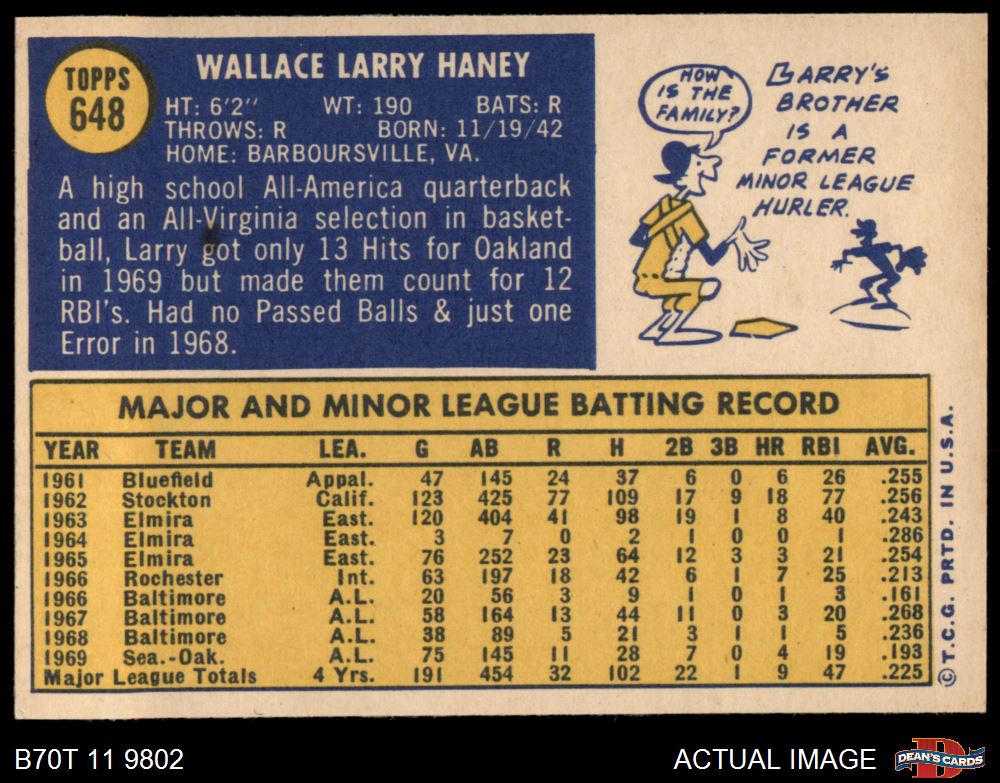 TOPPS
648
WALLACE LARRY HANEY
HT: 6'2" WT: 190 BATS: R
THROWS: R BORN: 11/19/42
HOME: BARBOURSVILLE, VA.
A high school All-America quarterback
and an All-Virginia selection in basket-
ball, Larry got only 13 Hits for Oakland
in 1969 but made them count for 12
RBI's. Had no Passed Balls & just one
Error in 1968.
HOW
IS THE
FAMILY?
LARRY'S
BROTHER
IS A
FORMER
MINOR LEAGUE
HURLER.
MAJOR AND MINOR LEAGUE BATTING RECORD
YEAR TEAM LEA. G AB R H 2B 3B HR RBI AVG.
1961 Bluefield Appal. 47 145 24 37 6 0 6 26 .255
1962 Stockton Calif. 123 425 77 109 17 9 18 77 .256
1963 Elmira East. 120 404 41 98 19 1 8 40 .243
1964 Elmira East. 3 7 0 2 1 0 0 1 .286
1965 Elmira East. 76 252 23 64 12 3 3 21 .254
1966 Rochester Int. 63 197 18 42 6 1 7 25 .213
1966 Baltimore A.L. 20 56 3 9 1 0 1 3 .161
1967 Baltimore A.L. 58 164 13 44 11 0 3 20 .268
1968 Baltimore A.L. 38 89 5 21 3 1 1 5 .236
1969 Sea.-Oak. A.L. 75 145 11 28 7 0 4 19 .193
Major League Totals 4 Yrs. 191 454 32 102 22 1 9 47 .225
©T.C.G. PRTD. IN U.S.A.
B70T 11 9802
ACTUAL IMAGE
D
DEAN'S CARDS